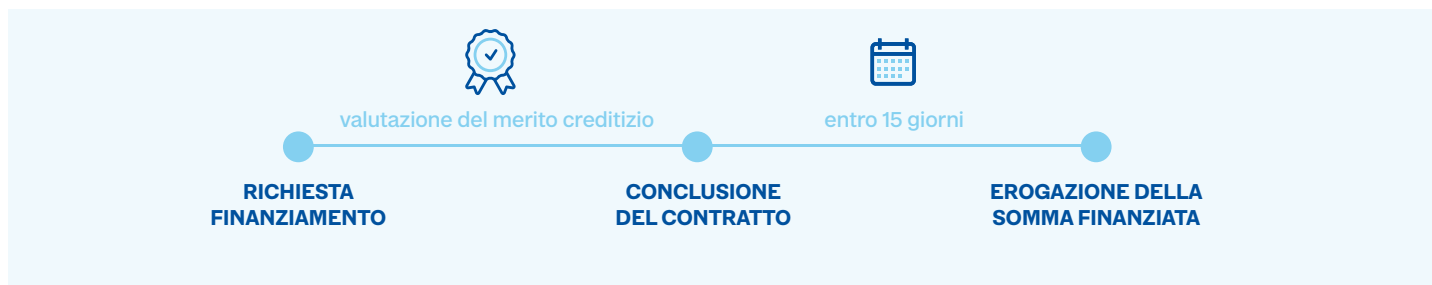 valutazione del merito creditizio
entro 15 giorni
RICHIESTA
FINANZIAMENTO
CONCLUSIONE
DEL CONTRATTO
EROGAZIONE DELLA
SOMMA FINANZIATA